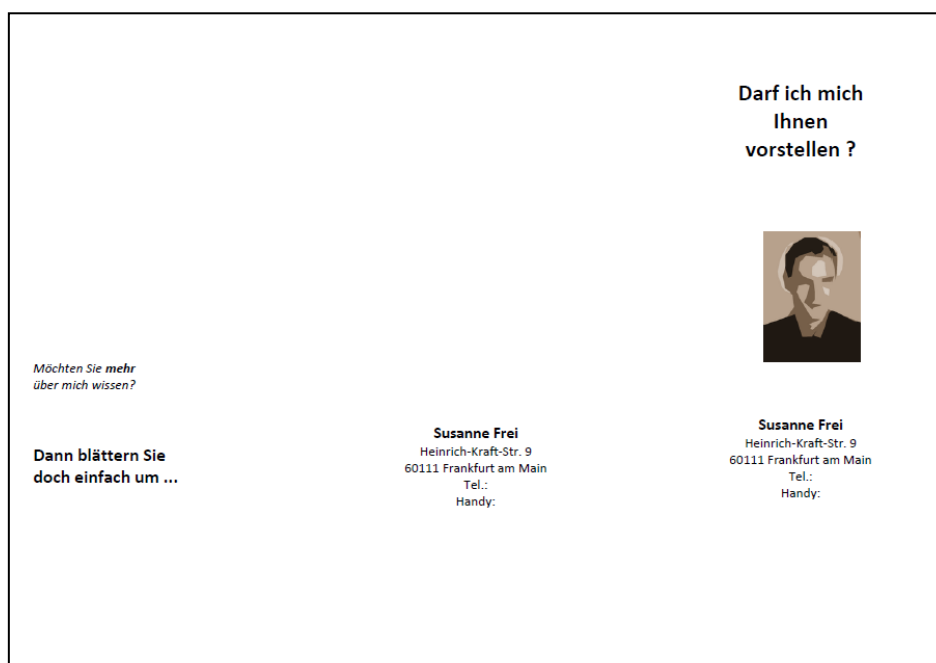 Möchten Sie mehr
über mich wissen?
Dann blättern Sie
doch einfach um ...
Susanne Frei
Heinrich-Kraft-Str. 9
60111 Frankfurt am Main
Tel.:
Handy:
Darf ich mich
Ihnen
vorstellen ?
Susanne Frei
Heinrich-Kraft-Str. 9
60111 Frankfurt am Main
Tel.:
Handy: